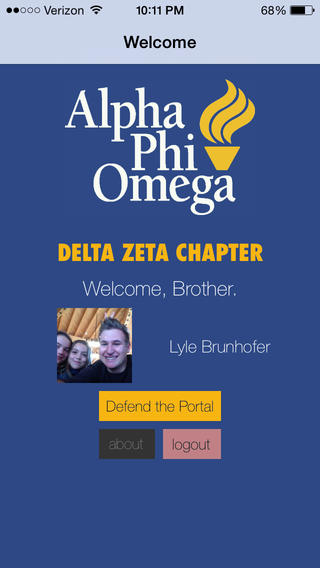 Verizon 10:11 PM 68%
Welcome
Alpha
Phi
Omega
DELTA ZETA CHAPTER
Welcome, Brother.
Lyle Brunhofer
Defend the Portal
about logout